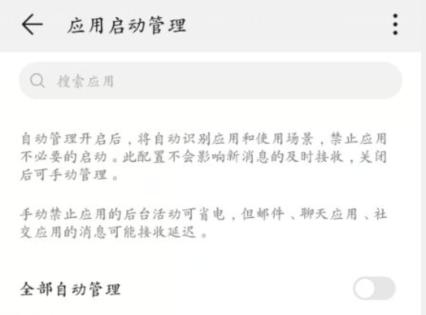 应用启动管理
搜索应用
自动管理开启后，将自动识别应用和使用场景，禁止应用
不必要的启动。此配置不会影响新消息的及时接收，关闭
后可手动管理。
手动禁止应用的后台活动可省电，但邮件、聊天应用、社
交应用的消息可能接收延迟。
全部自动管理